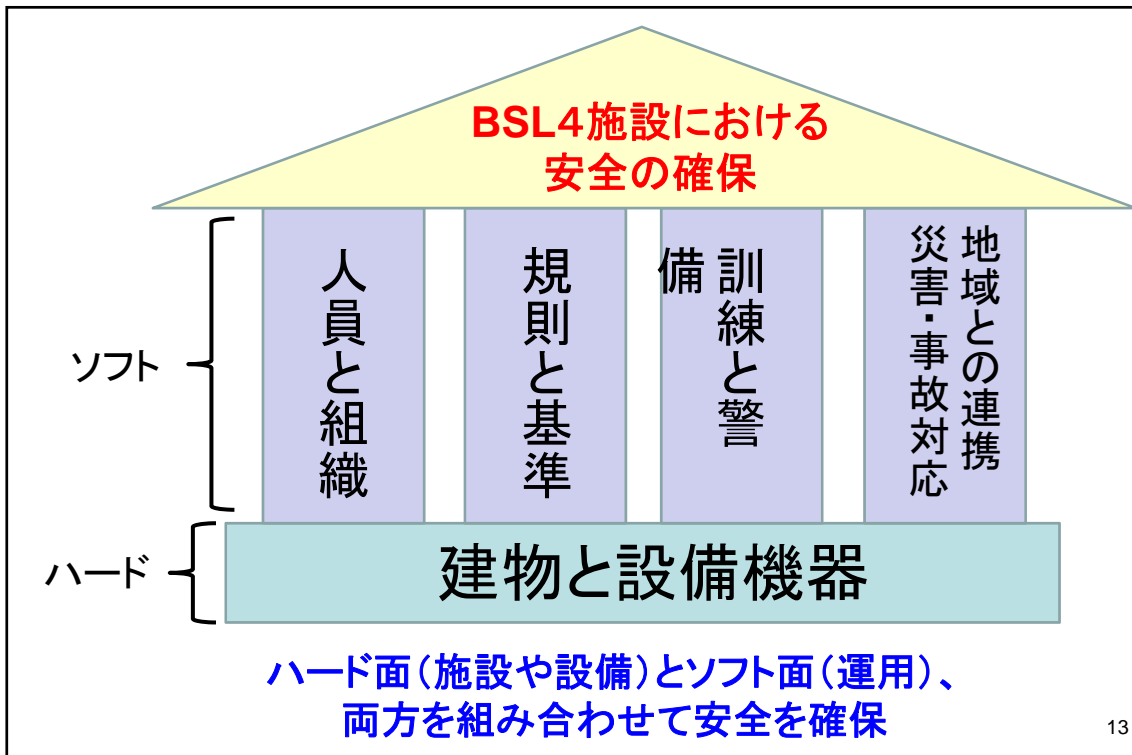 BSL4施設における
安全の確保
ソフト
人員と組織
規則と基準
訓練と警
備
地域との連携
災害・事故対応
ハード
建物と設備機器
ハード面(施設や設備)とソフト面(運用)、
両方を組み合わせて安全を確保
13